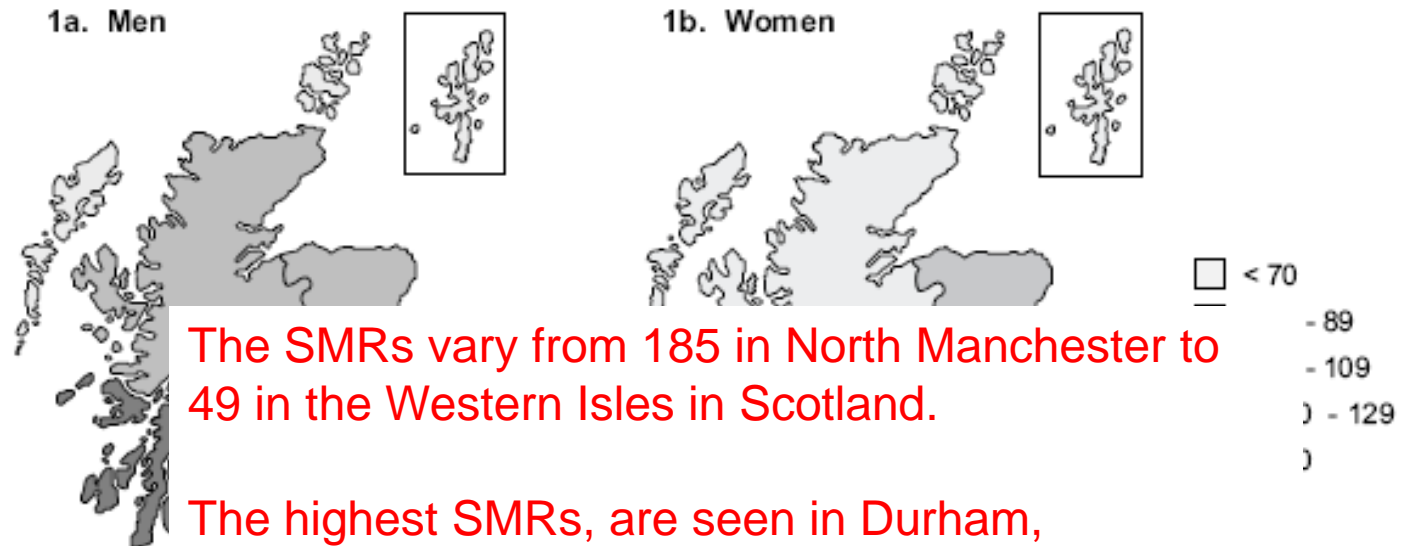 1a. Men
1b. Women
< 70
- 89
- 109
- 129
The SMRs vary from 185 in North Manchester to
49 in the Western Isles in Scotland.
The highest SMRs, are seen in Durham,